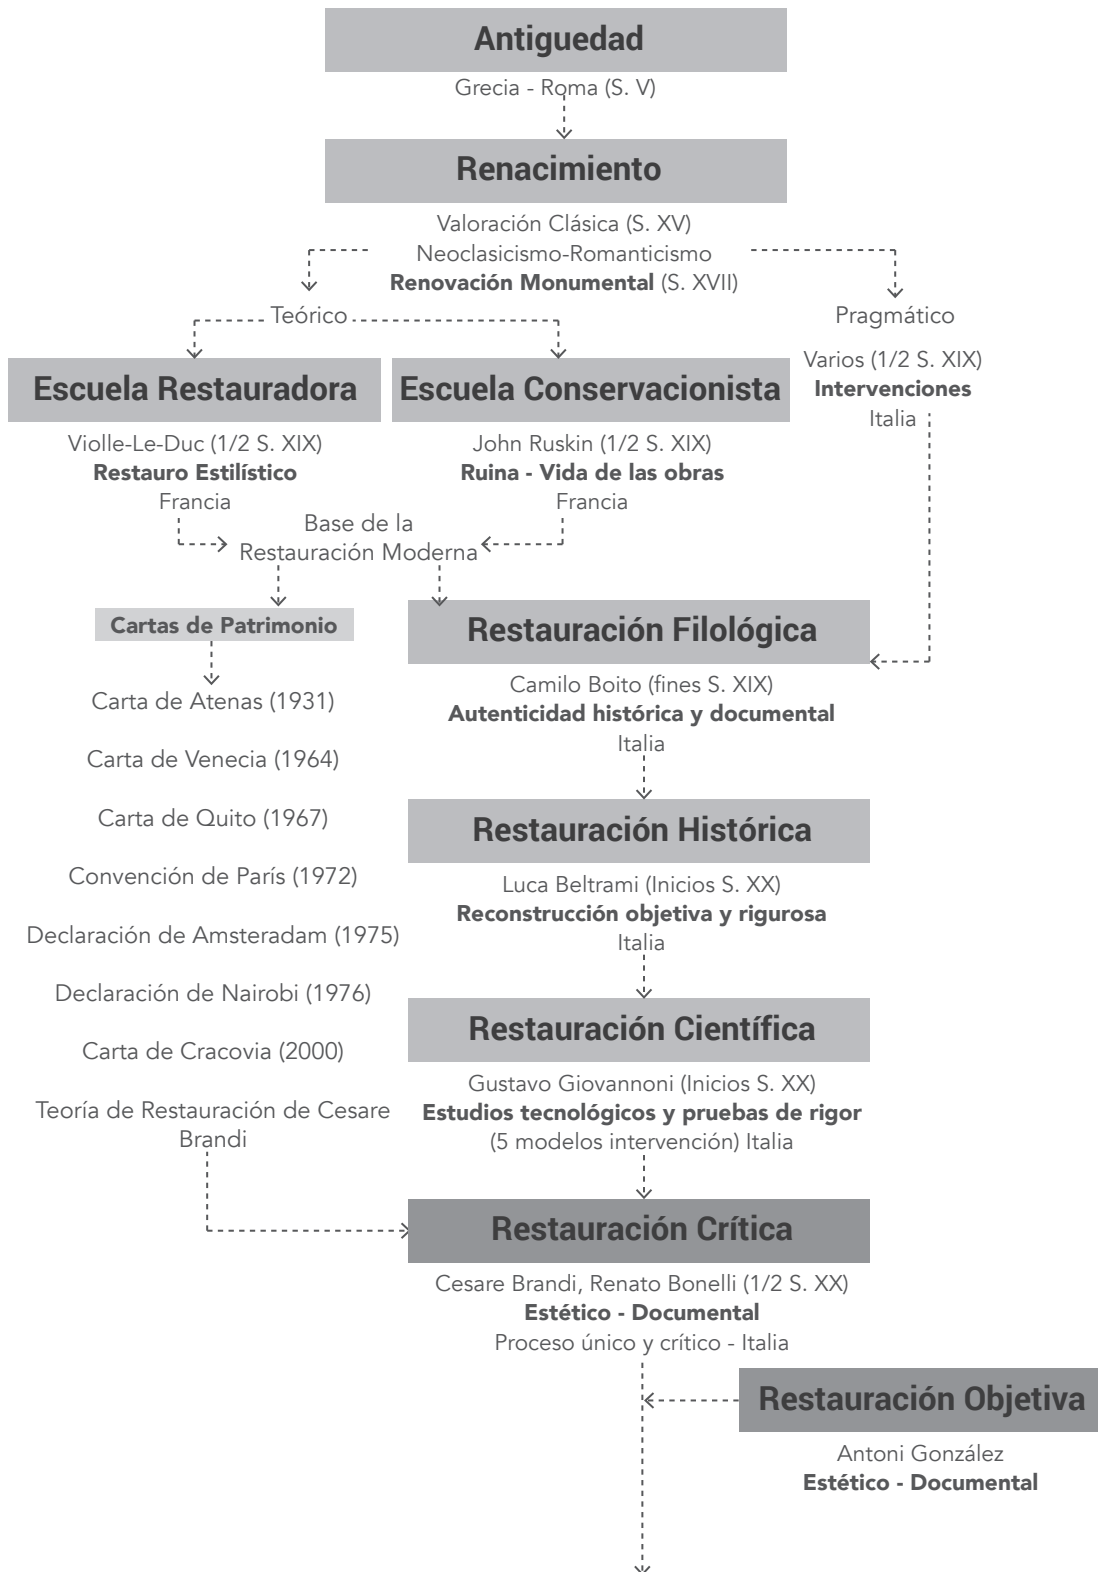 Antiguedad
Grecia - Roma (S. V)
Renacimiento
Valoración Clásica (S. XV)
Neoclasicismo-Romanticismo
Renovación Monumental (S. XVII)
Teórico
Pragmático
Escuela Restauradora
Violle-Le-Duc (1/2 S. XIX)
Restauro Estilístico
Francia
Escuela Conservacionista
John Ruskin (1/2 S. XIX)
Ruina - Vida de las obras
Francia
Varios (1/2 S. XIX)
Intervenciones
Italia
Base de la
Restauración Moderna
Cartas de Patrimonio
Carta de Atenas (1931)
Carta de Venecia (1964)
Carta de Quito (1967)
Convención de París (1972)
Declaración de Amsteradam (1975)
Declaración de Nairobi (1976)
Carta de Cracovia (2000)
Teoría de Restauración de Cesare
Brandi
Restauración Filológica
Camilo Boito (fines S. XIX)
Autenticidad histórica y documental
Italia
Restauración Histórica
Luca Beltrami (Inicios S. XX)
Reconstrucción objetiva y rigurosa
Italia
Restauración Científica
Gustavo Giovannoni (Inicios S. XX)
Estudios tecnológicos y pruebas de rigor
(5 modelos intervención) Italia
Restauración Crítica
Cesare Brandi, Renato Bonelli (1/2 S. XX)
Estético - Documental
Proceso único y crítico - Italia
Restauración Objetiva
Antoni González
Estético - Documental